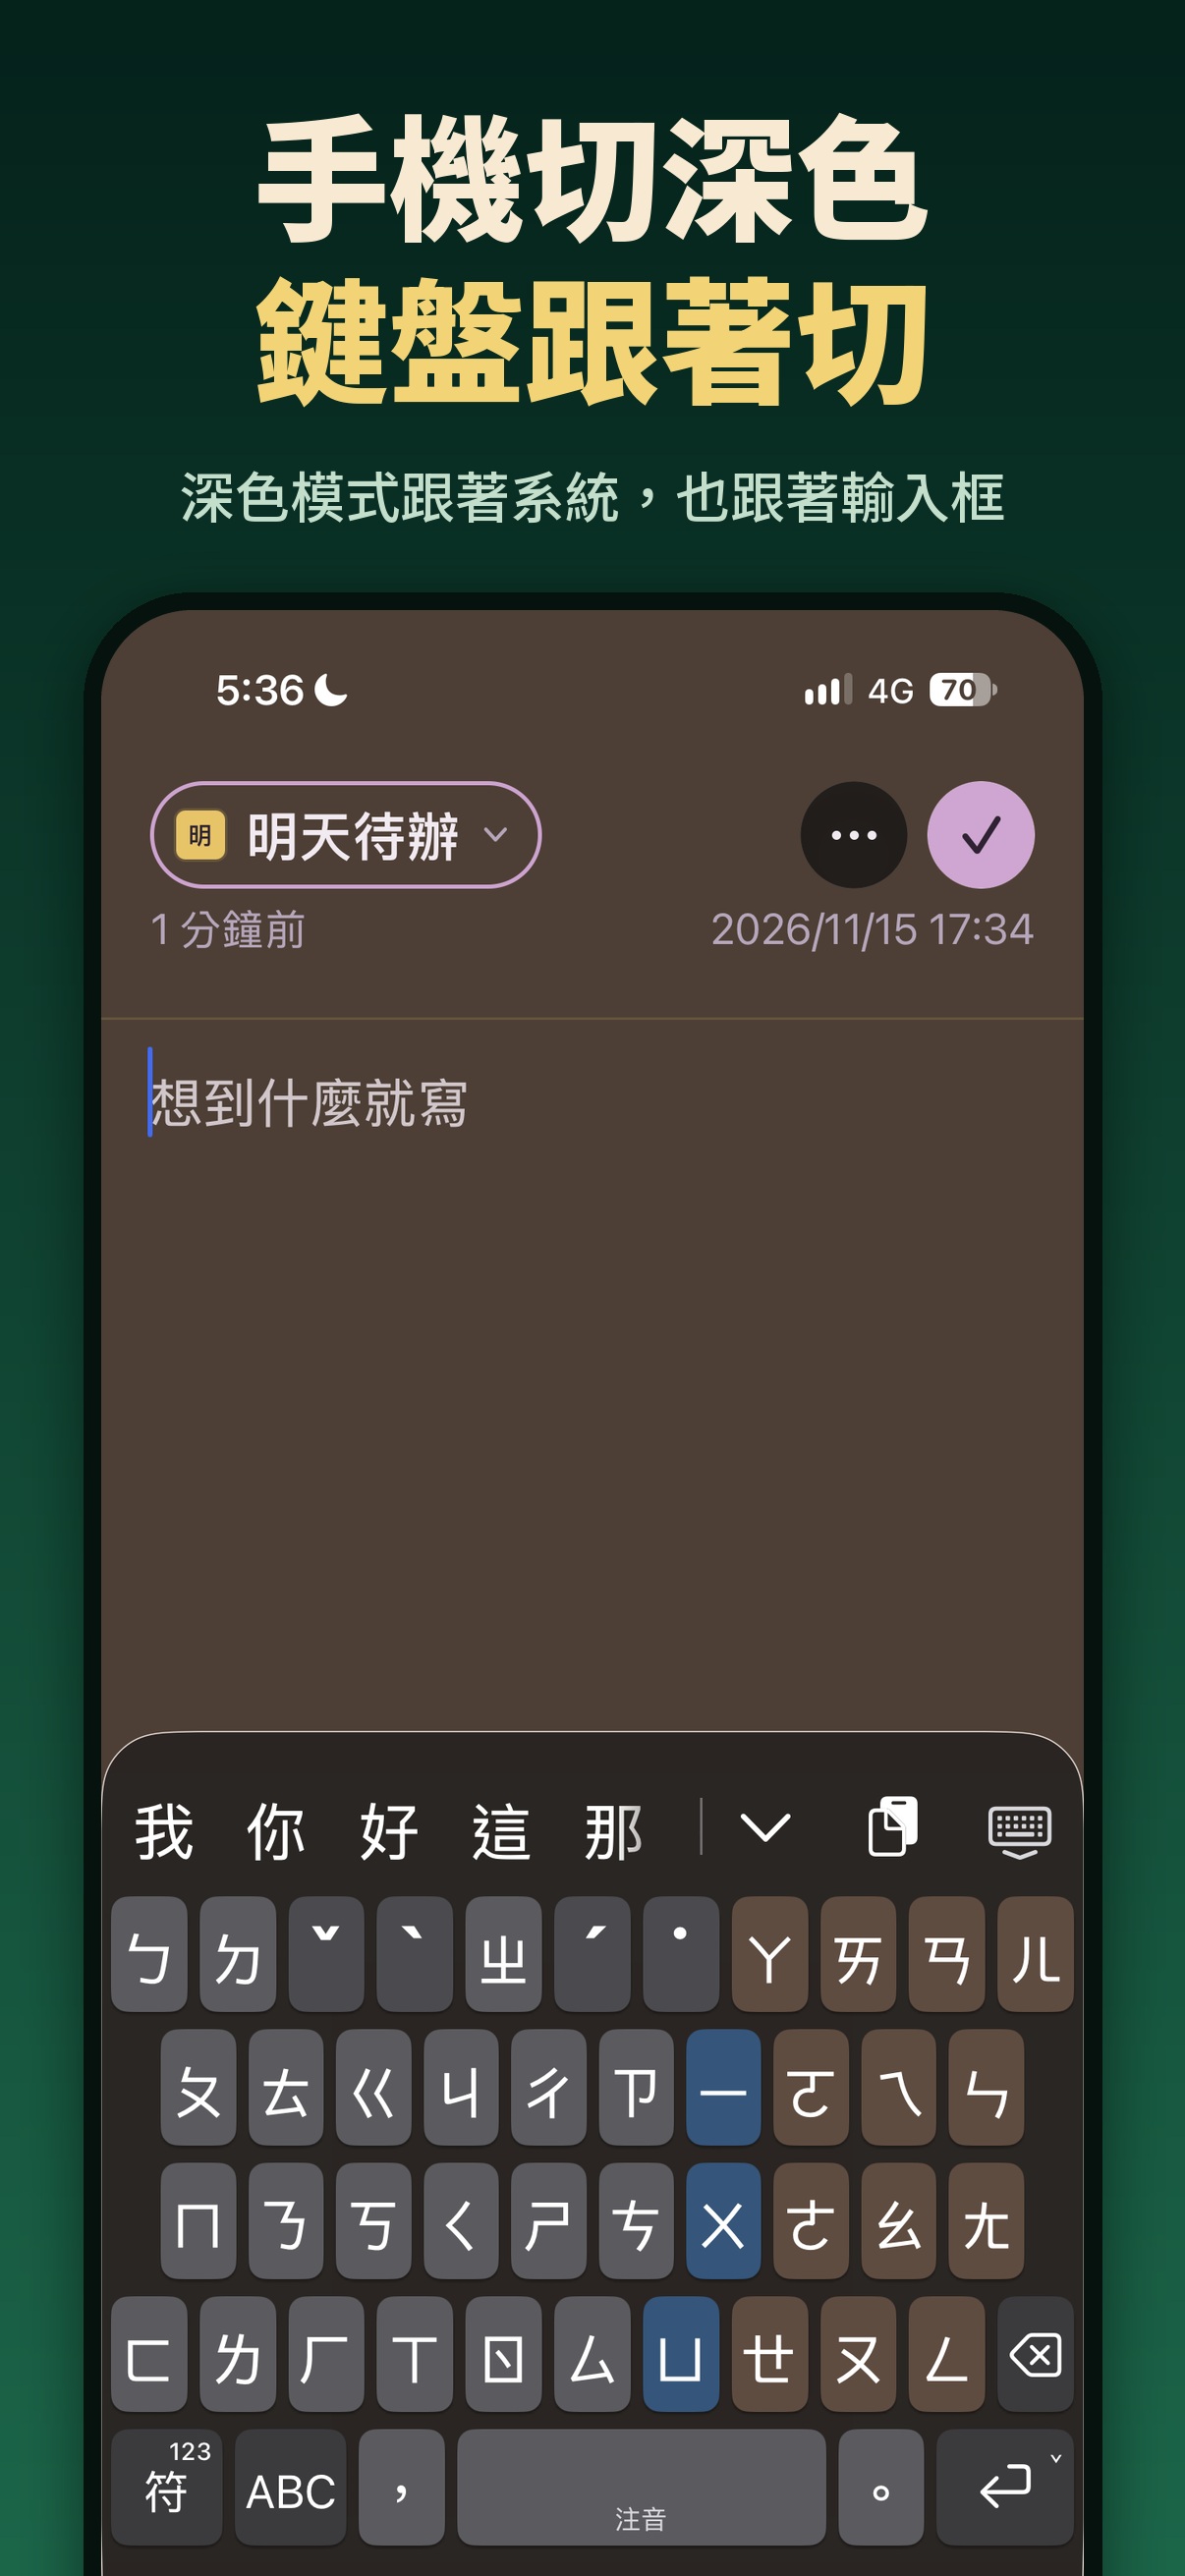 手機切深色
鍵盤跟著切
深色模式跟著系統，也跟著輸入框
5:36 4G 70
明 明天待辦
1 分鐘前 2026/11/15 17:34
想到什麼就寫
我 你 好 這 那
ㄅ ㄉ ˇ ˋ ㄓ ˊ ˙ ㄚ ㄞ ㄢ ㄦ
ㄆ ㄊ ㄍ ㄐ ㄔ ㄗ ㄧ ㄛ ㄟ ㄣ
ㄇ ㄋ ㄎ ㄑ ㄕ ㄘ ㄨ ㄜ ㄠ ㄤ
ㄈ ㄌ ㄏ ㄒ ㄖ ㄙ ㄩ ㄝ ㄡ ㄥ
123
符 ABC ， 注音 。